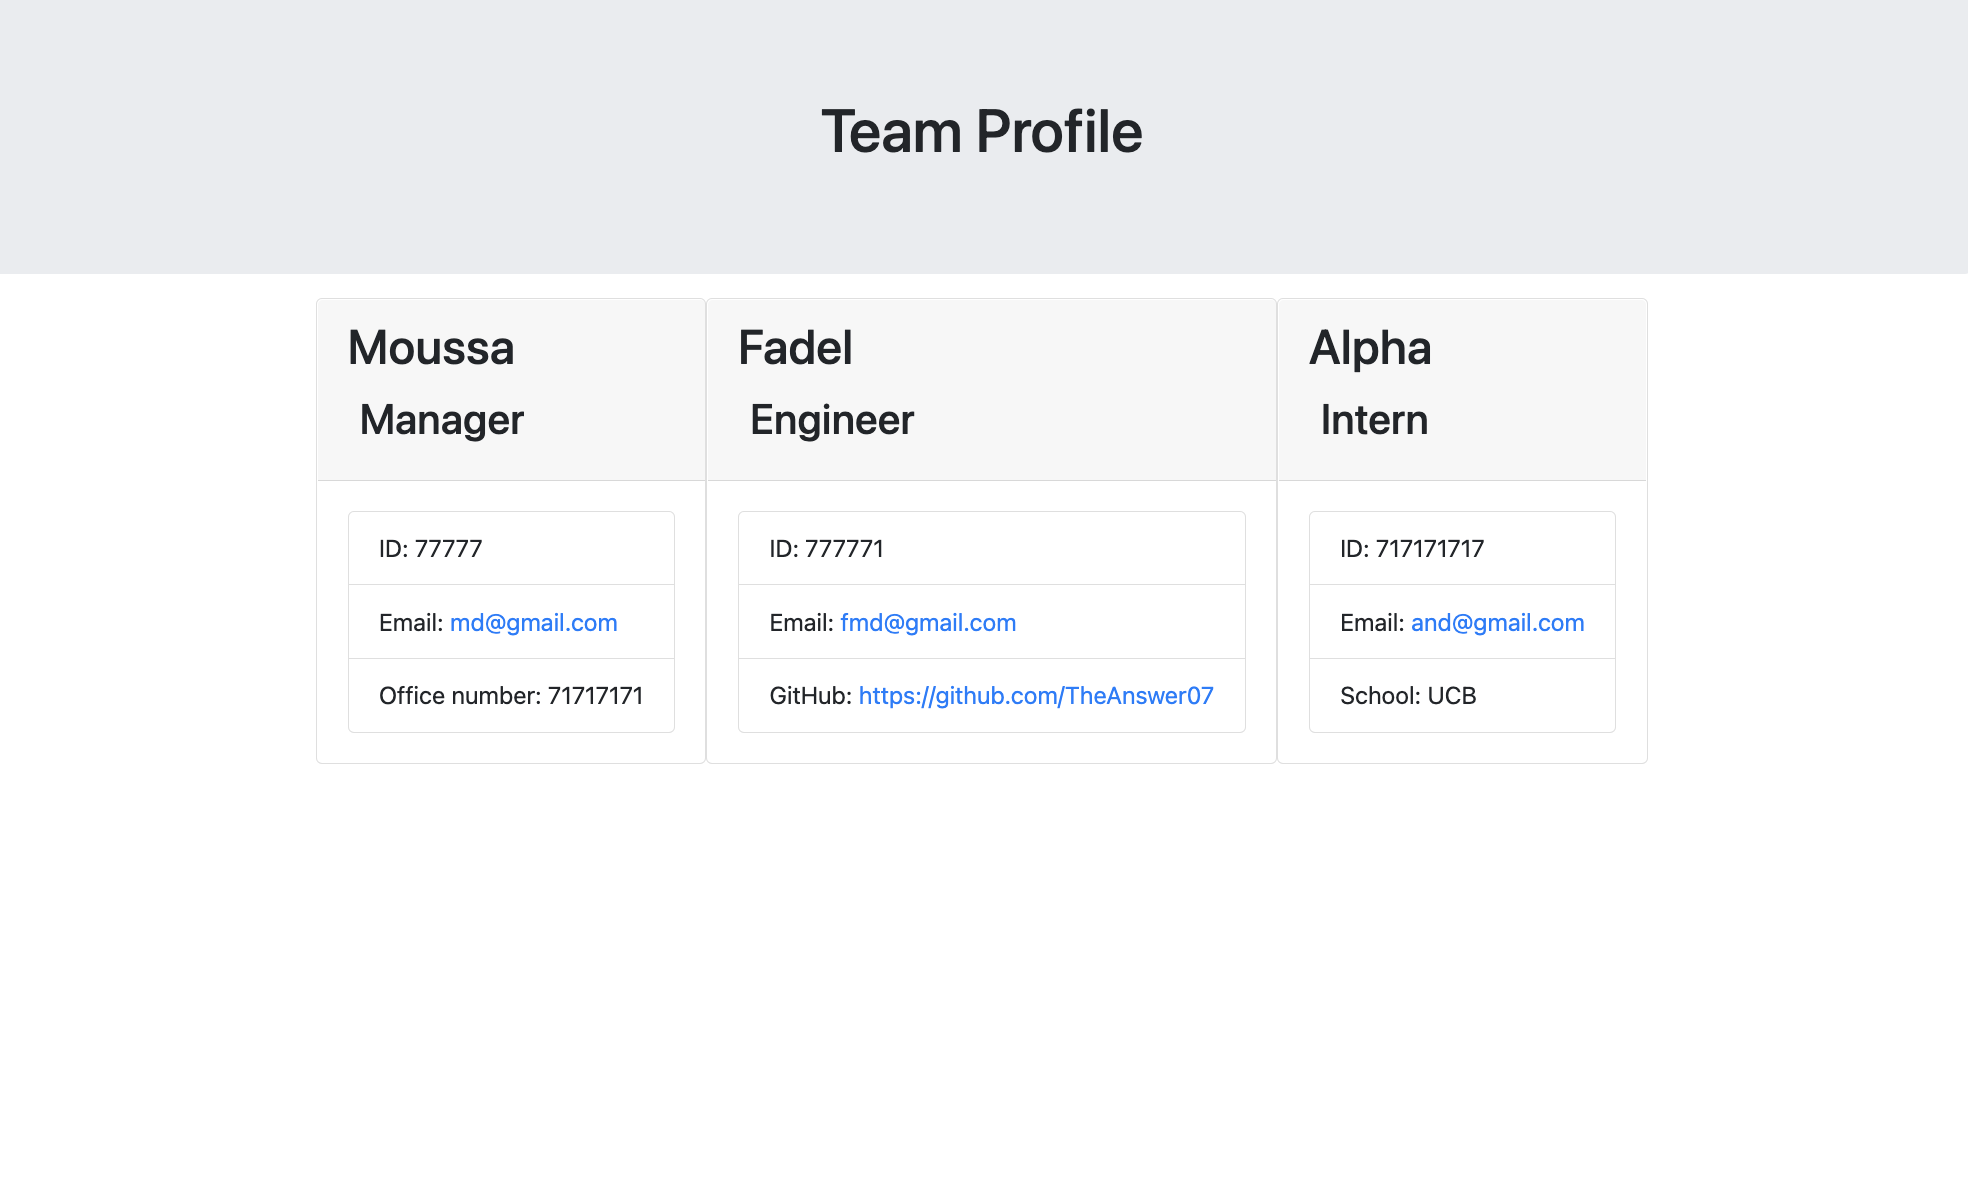 Team Profile
Moussa
Manager
ID: 77777
Email: md@gmail.com
Office number: 71717171
Fadel
Engineer
ID: 777771
Email: fmd@gmail.com
GitHub: https://github.com/TheAnswer07
Alpha
Intern
ID: 717171717
Email: and@gmail.com
School: UCB